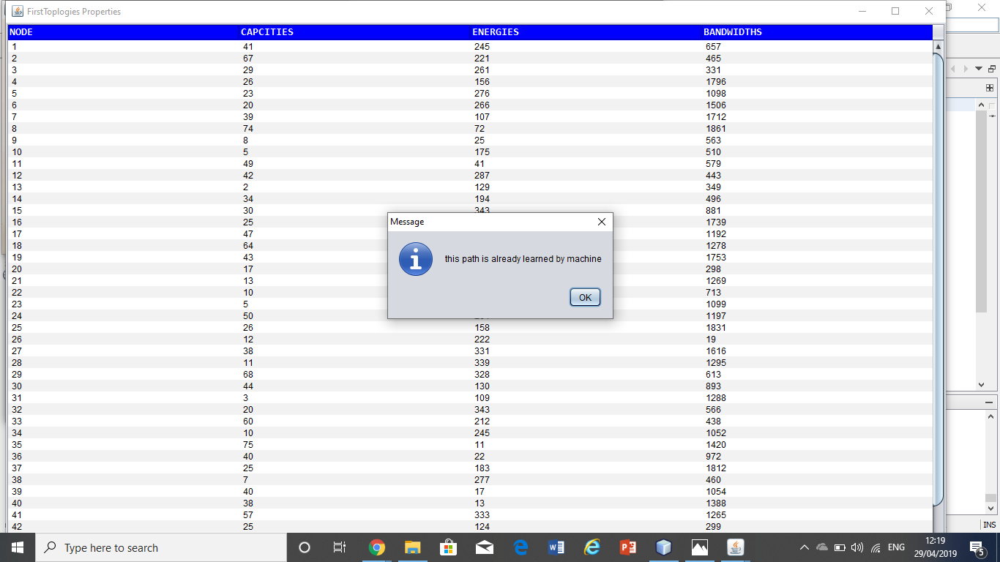 FirstToplogies Properties
NODE CAPCITIES ENERGIES BANDWIDTHS
1 41 245 657
2 67 221 465
3 29 261 331
4 26 156 1796
5 23 276 1098
6 20 266 1506
7 39 107 1712
8 74 72 1861
9 8 25 563
10 5 175 510
11 49 41 579
12 42 287 443
13 2 129 349
14 34 194 496
15 30 343 881
16 25 1739
17 47 1192
18 64 1278
19 43 1753
20 17 298
21 13 1269
22 10 713
23 5 1099
24 50 1197
25 26 158 1831
26 12 222 19
27 38 331 1616
28 11 339 1295
29 68 328 613
30 44 130 893
31 3 109 1288
32 20 343 566
33 60 212 438
34 10 245 1052
35 75 11 1420
36 40 22 972
37 25 183 1812
38 7 277 460
39 40 17 1054
40 38 13 1388
41 57 333 1265
42 25 124 299
Message
this path is already learned by machine
OK
INS
Type here to search
ENG
12:19
29/04/2019
5